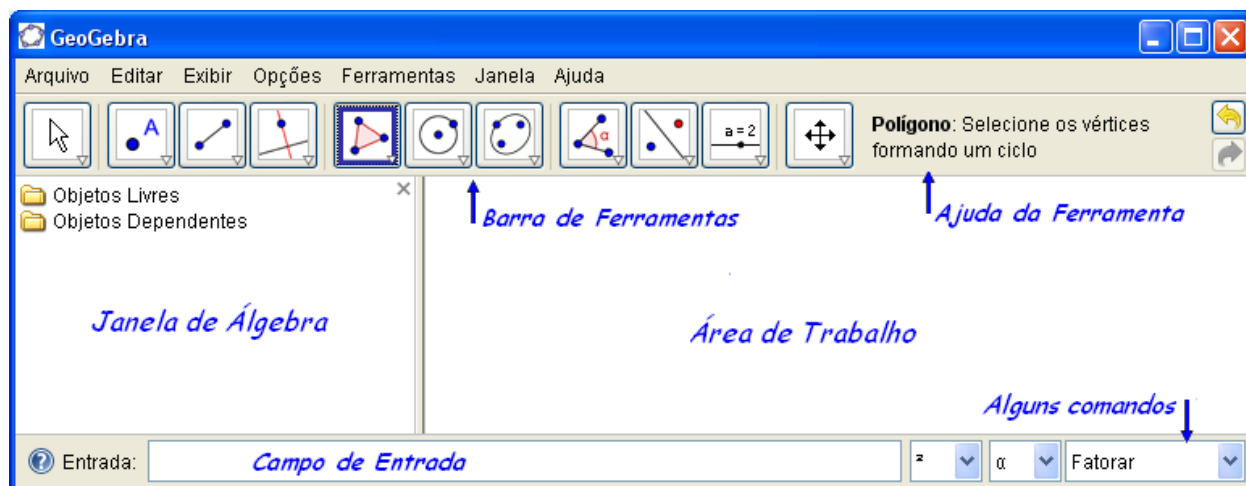 GeoGebra
Arquivo Editar Exibir Opções Ferramentas Janela Ajuda
A
α
a = 2
Polígono: Selecione os vértices
formando um ciclo
Objetos Livres
Objetos Dependentes
Barra de Ferramentas
Ajuda da Ferramenta
Janela de Álgebra
Área de Trabalho
Alguns comandos
Entrada: Campo de Entrada ² α Fatorar